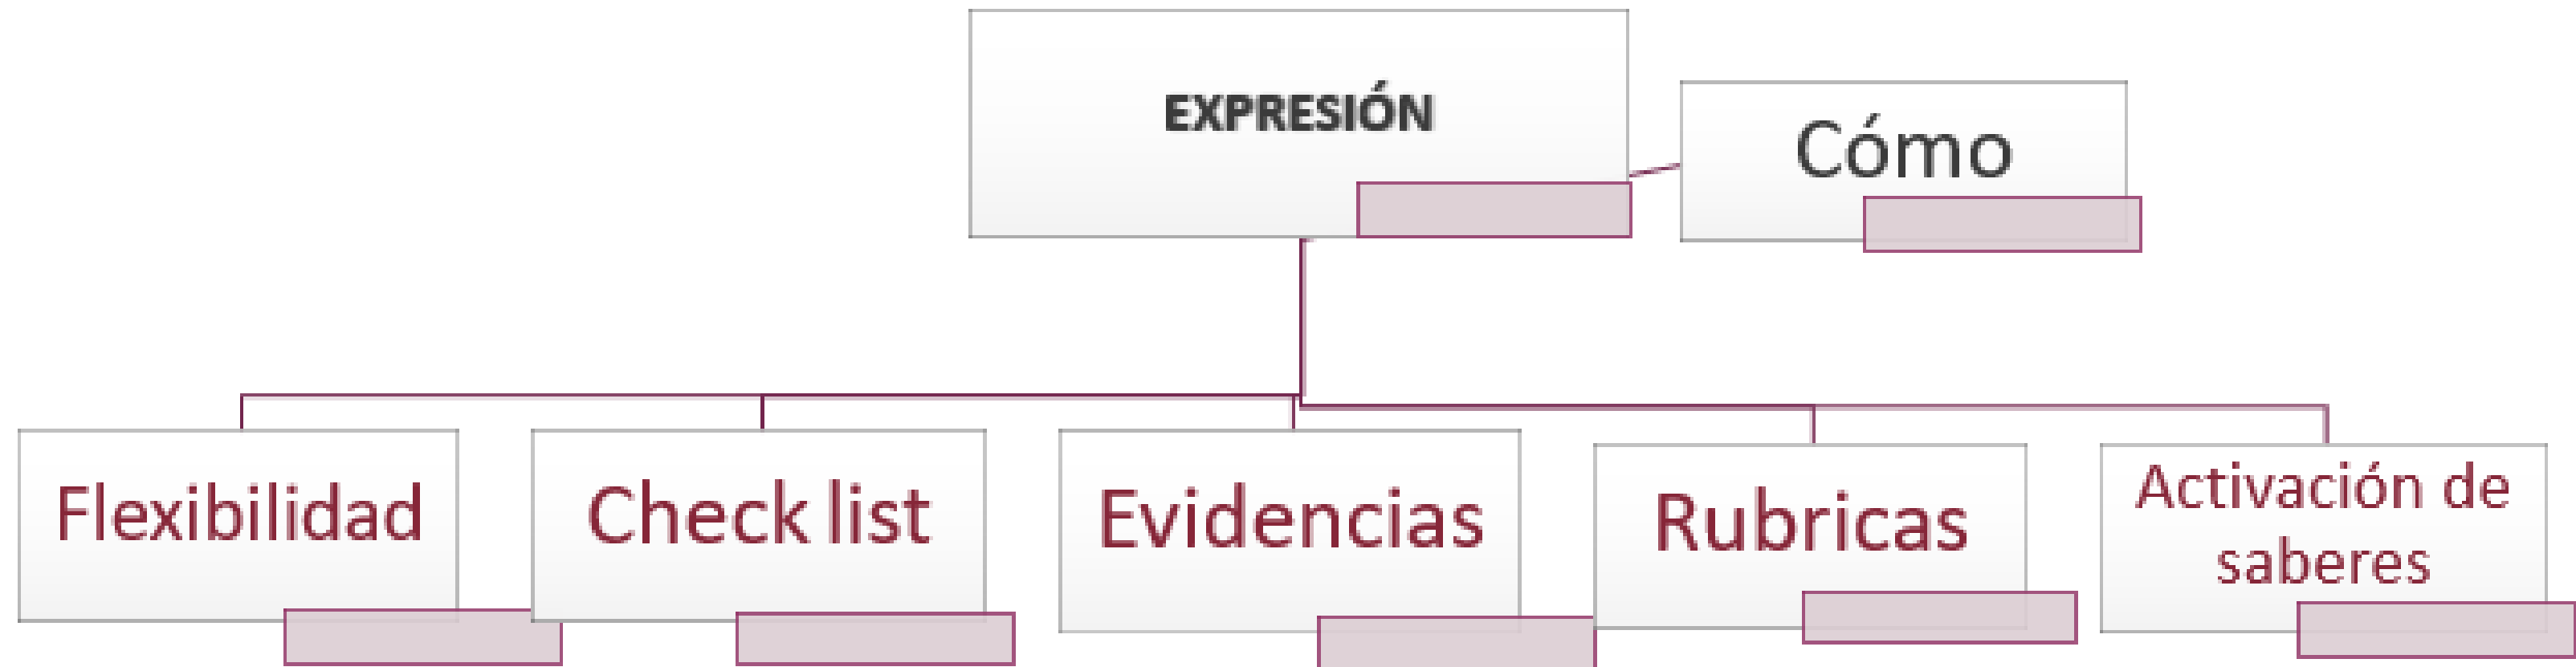 EXPRESIÓN
Cómo
Flexibilidad
Check list
Evidencias
Rubricas
Activación de
saberes